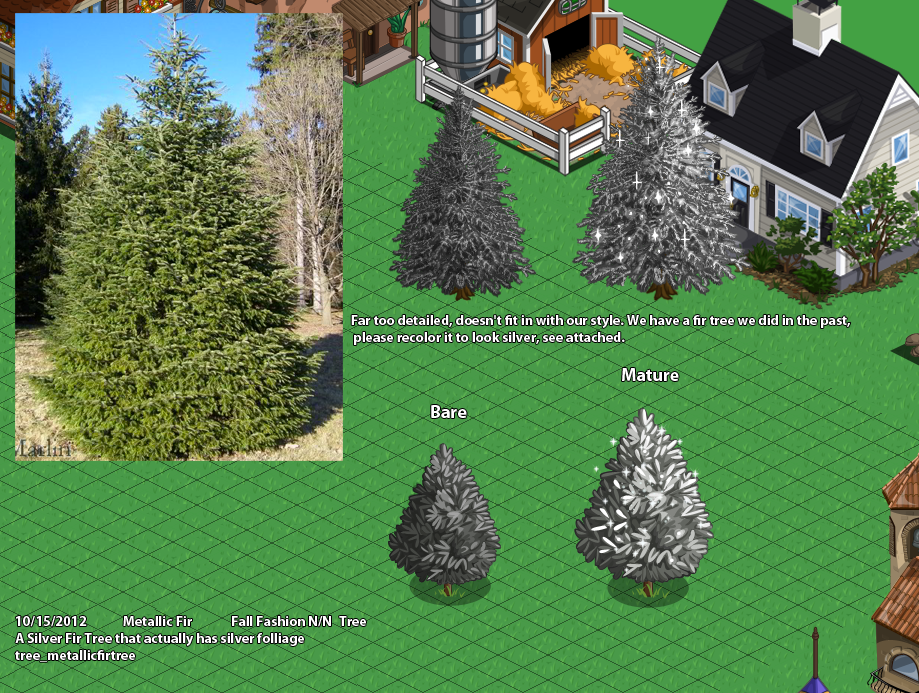 Far too detailed, doesn't fit in with our style. We have a fir tree we did in the past,
please recolor it to look silver, see attached.
Mature
Bare
10/15/2012 Metallic Fir Fall Fashion N/N Tree
A Silver Fir Tree that actually has silver folliage
tree_metallicfirtree